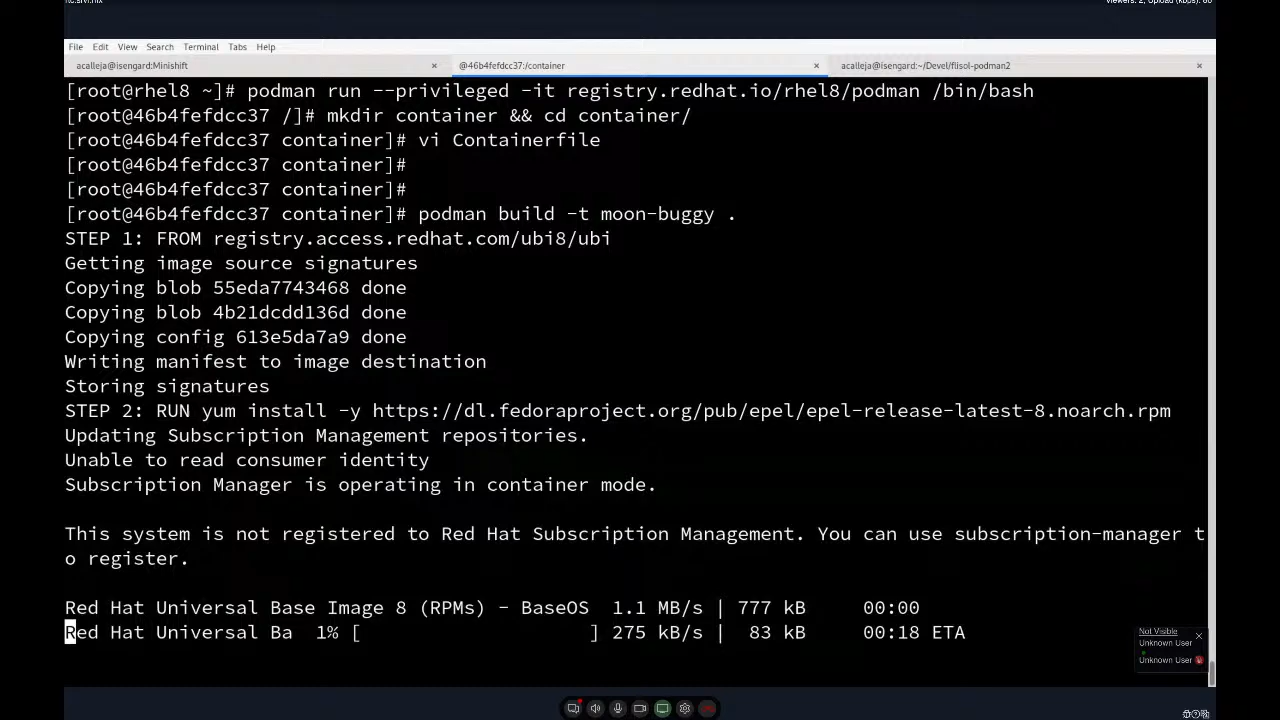 File Edit View Search Terminal Tabs Help
acalleja@isengard:Minishift × @46b4fefdcc37:/container × acalleja@isengard:~/Devel/flisol-podman2 ×
[root@rhel8 ~]# podman run --privileged -it registry.redhat.io/rhel8/podman /bin/bash
[root@46b4fefdcc37 /]# mkdir container && cd container/
[root@46b4fefdcc37 container]# vi Containerfile
[root@46b4fefdcc37 container]#
[root@46b4fefdcc37 container]#
[root@46b4fefdcc37 container]# podman build -t moon-buggy .
STEP 1: FROM registry.access.redhat.com/ubi8/ubi
Getting image source signatures
Copying blob 55eda7743468 done
Copying blob 4b21dcdd136d done
Copying config 613e5da7a9 done
Writing manifest to image destination
Storing signatures
STEP 2: RUN yum install -y https://dl.fedoraproject.org/pub/epel/epel-release-latest-8.noarch.rpm
Updating Subscription Management repositories.
Unable to read consumer identity
Subscription Manager is operating in container mode.
This system is not registered to Red Hat Subscription Management. You can use subscription-manager t
o register.
Red Hat Universal Base Image 8 (RPMs) - BaseOS  1.1 MB/s | 777 kB     00:00
Red Hat Universal Ba  1% [                    ] 275 kB/s |  83 kB     00:18 ETA
Not Visible
Unknown User
Unknown User